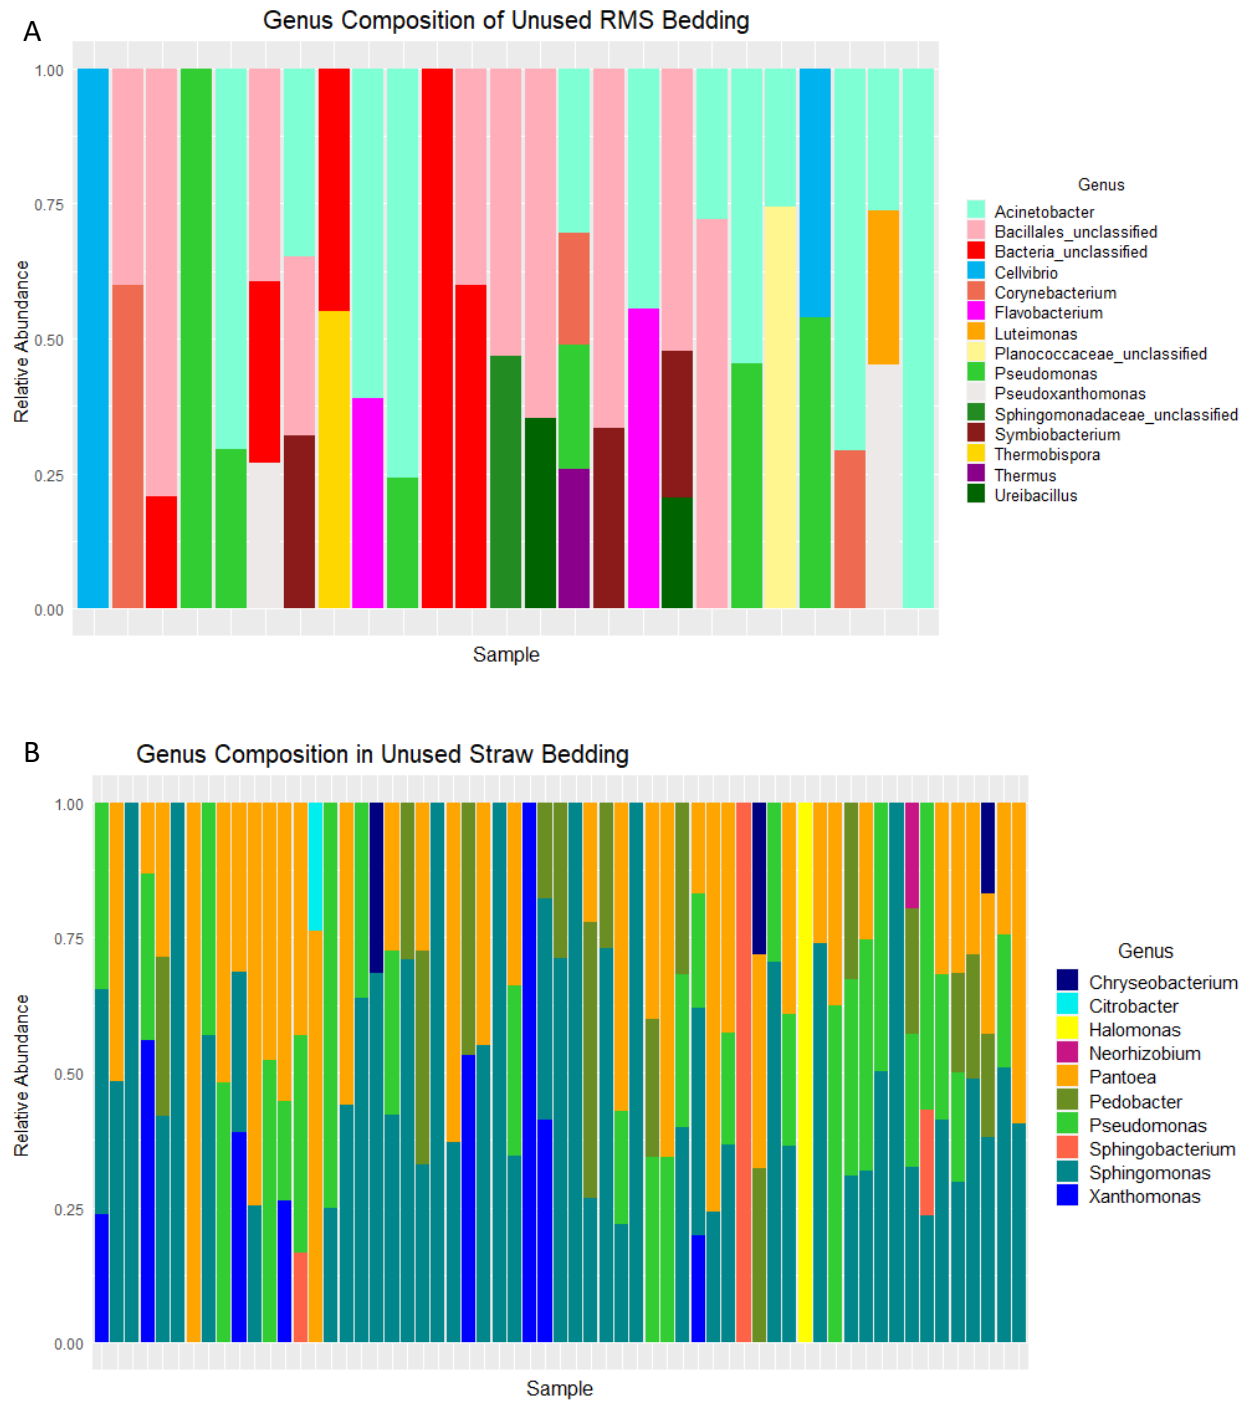 A
Genus Composition of Unused RMS Bedding
1.00
0.75
0.50
0.25
0.00
Relative Abundance
Sample
Genus
Acinetobacter
Bacillales_unclassified
Bacteria_unclassified
Cellvibrio
Corynebacterium
Flavobacterium
Luteimonas
Planococcaceae_unclassified
Pseudomonas
Pseudoxanthomonas
Sphingomonadaceae_unclassified
Symbiobacterium
Thermobispora
Thermus
Ureibacillus
B
Genus Composition in Unused Straw Bedding
1.00
0.75
0.50
0.25
0.00
Relative Abundance
Sample
Genus
Chryseobacterium
Citrobacter
Halomonas
Neorhizobium
Pantoea
Pedobacter
Pseudomonas
Sphingobacterium
Sphingomonas
Xanthomonas